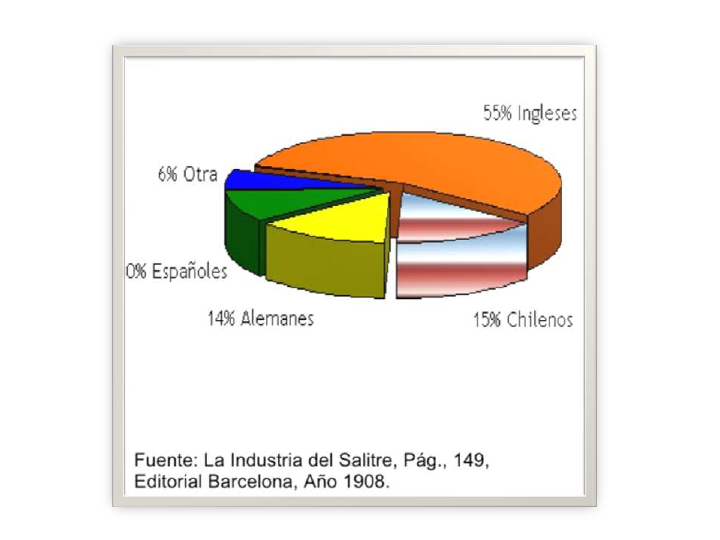 55% Ingleses
6% Otra
0% Españoles
14% Alemanes
15% Chilenos
Fuente: La Industria del Salitre, Pág., 149,
Editorial Barcelona, Año 1908.